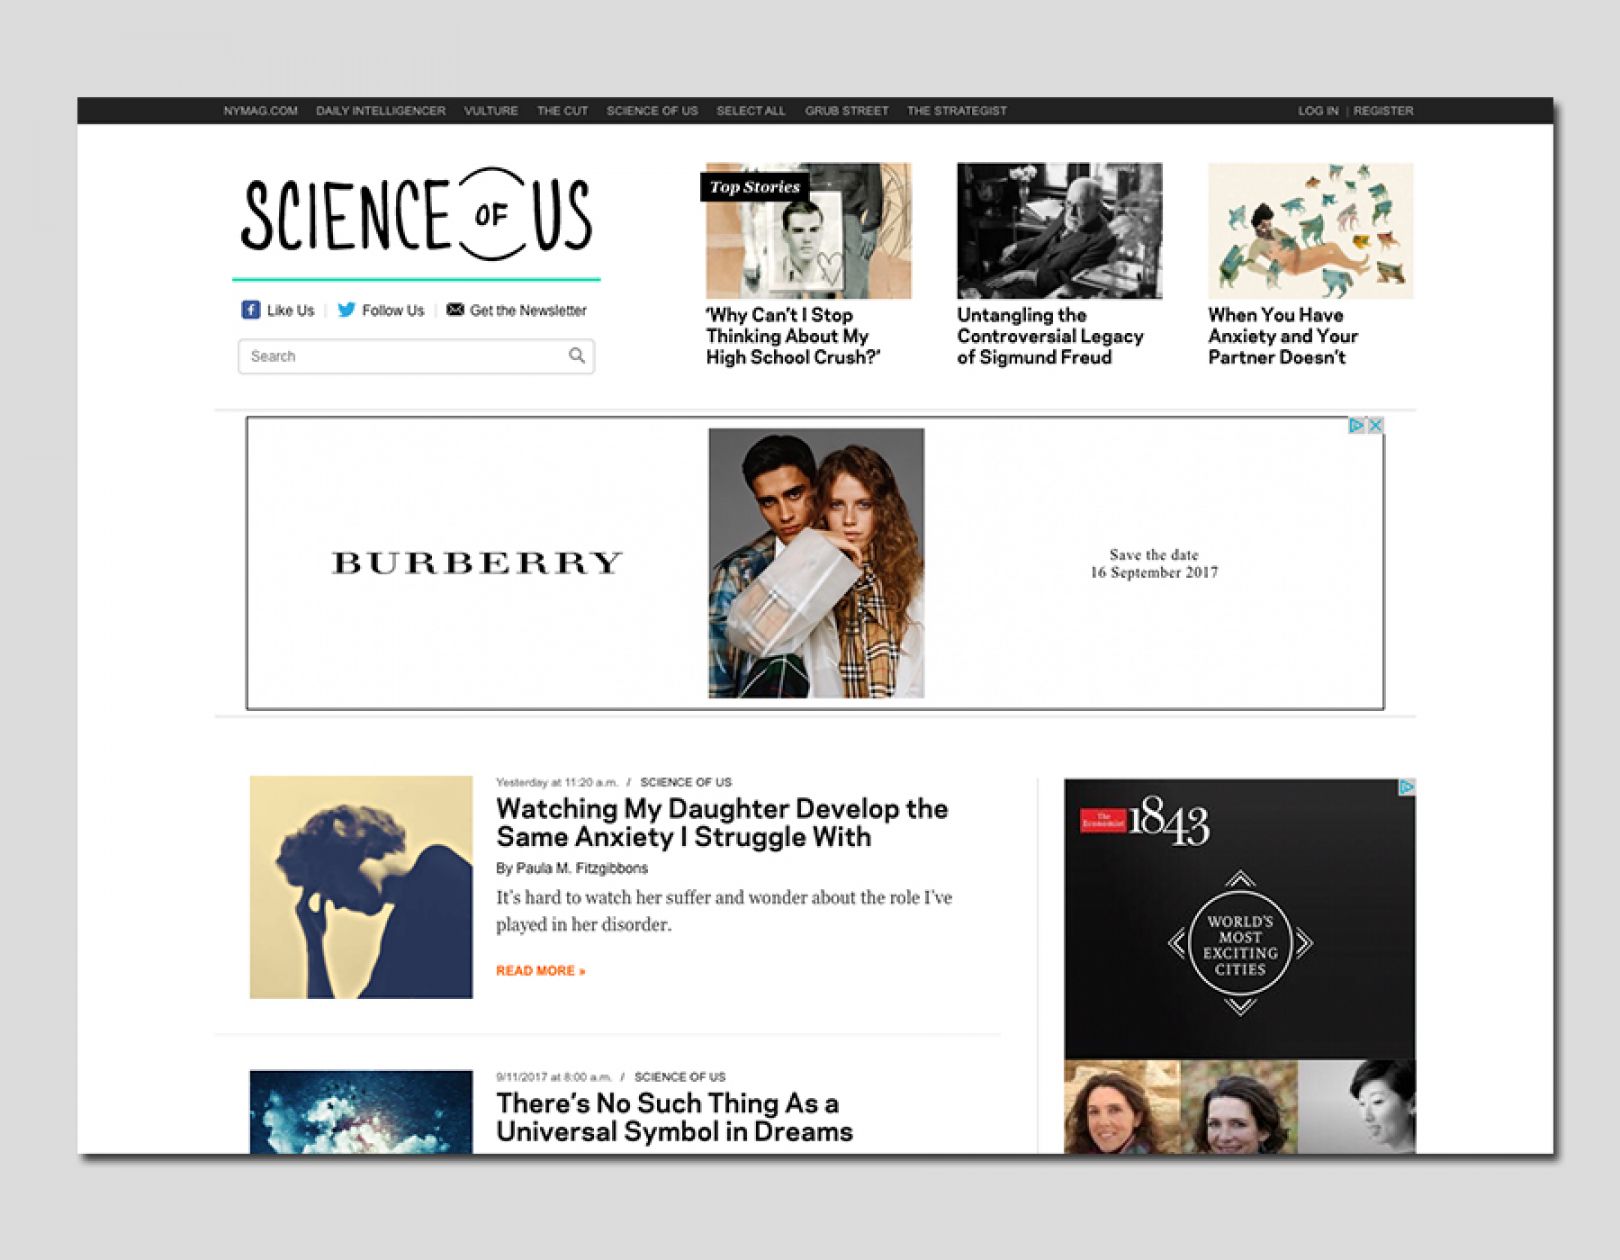 NYMAG.COM DAILY INTELLIGENCER VULTURE THE CUT SCIENCE OF US SELECT ALL GRUB STREET THE STRATEGIST LOG IN | REGISTER
SCIENCE OF US
Like Us | Follow Us | Get the Newsletter
Search
Top Stories
‘Why Can’t I Stop
Thinking About My
High School Crush?’
Untangling the
Controversial Legacy
of Sigmund Freud
When You Have
Anxiety and Your
Partner Doesn’t
BURBERRY
Save the date
16 September 2017
Yesterday at 11:20 a.m. / SCIENCE OF US
Watching My Daughter Develop the
Same Anxiety I Struggle With
By Paula M. Fitzgibbons
It’s hard to watch her suffer and wonder about the role I’ve
played in her disorder.
READ MORE »
9/11/2017 at 8:00 a.m. / SCIENCE OF US
There’s No Such Thing As a
Universal Symbol in Dreams
The
Economist
1843
WORLD’S
MOST
EXCITING
CITIES